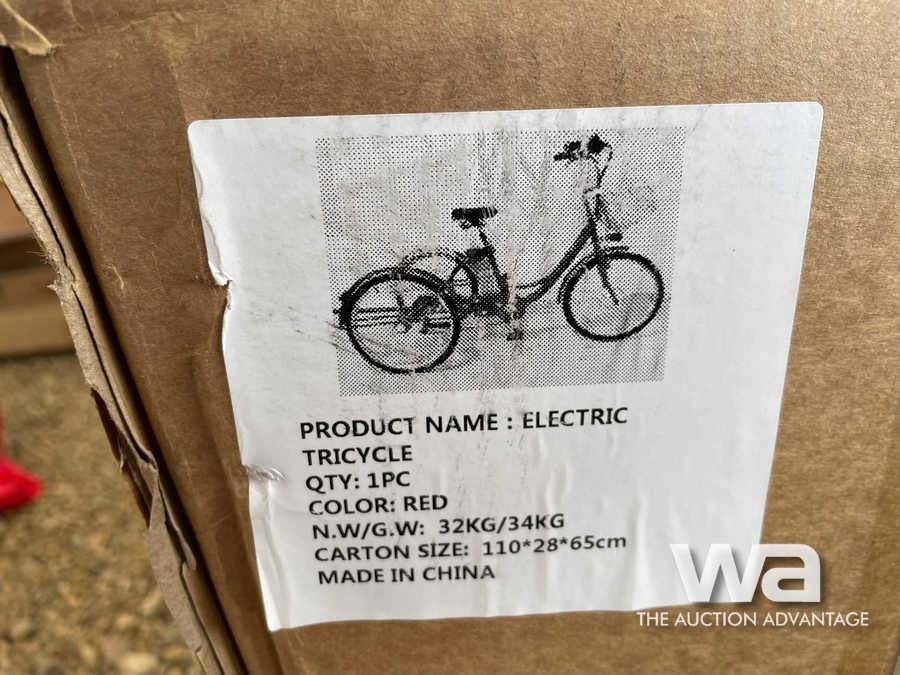 PRODUCT NAME : ELECTRIC
TRICYCLE
QTY: 1PC
COLOR: RED
N.W/G.W: 32KG/34KG
CARTON SIZE: 110*28*65cm
MADE IN CHINA
wa
THE AUCTION ADVANTAGE